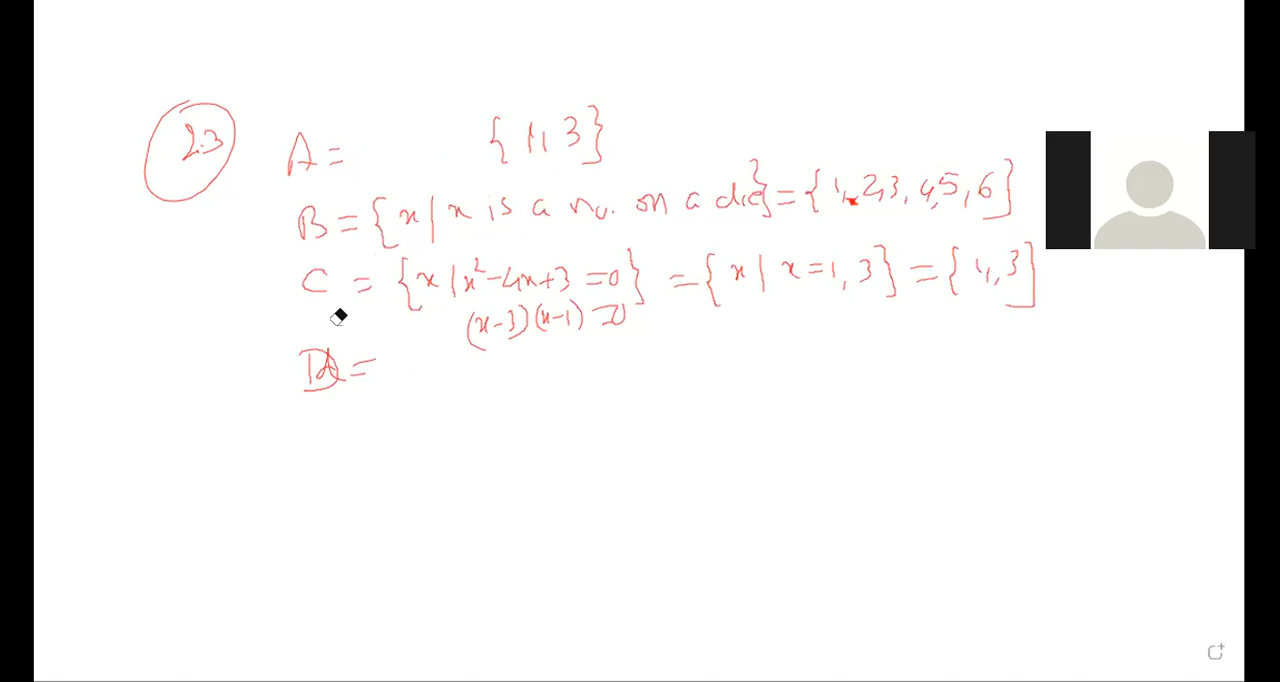 2.3
A = {1, 3}
B = {x | x is a no. on a die} = {1, 2, 3, 4, 5, 6}
C = {x | x² - 4x + 3 = 0} = {x | x = 1, 3} = {1, 3}
(x-3)(x-1) = 0
D =